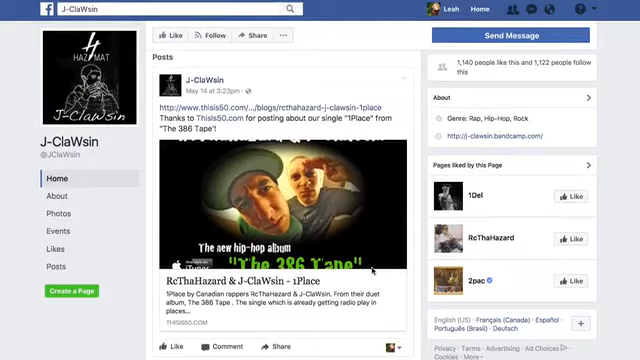 J-ClaWsin
Leah
Home
Like
Follow
Share
Send Message
HAZ MAT
J-ClaWsin
J-ClaWsin
@JClaWsin
Home
About
Photos
Events
Likes
Posts
Create a Page
Posts
J-ClaWsin
May 14 at 3:23pm ·
http://www.thisis50.com/.../blogs/rcthahazard-j-clawsin-1place
Thanks to ThisIs50.com for posting about our single "1Place" from
"The 386 Tape"!
The new hip-hop album
"The 386 Tape"
iTunes
RcThaHazard & J-ClaWsin - 1Place
1Place by Canadian rappers RcThaHazard & J-ClaWsin. From their duet
album, The 386 Tape . The single which is already getting radio play in
places...
THISIS50.COM
Like
Comment
Share
1,140 people like this and 1,122 people follow
this
About
Genre: Rap, Hip-Hop, Rock
http://j-clawsin.bandcamp.com/
Pages liked by this Page
1Del
Like
RcThaHazard
Like
2pac
Like
English (US) · Français (Canada) · Español ·
Português (Brasil) · Deutsch
Privacy · Terms · Advertising · Ad Choices
Cookies · More